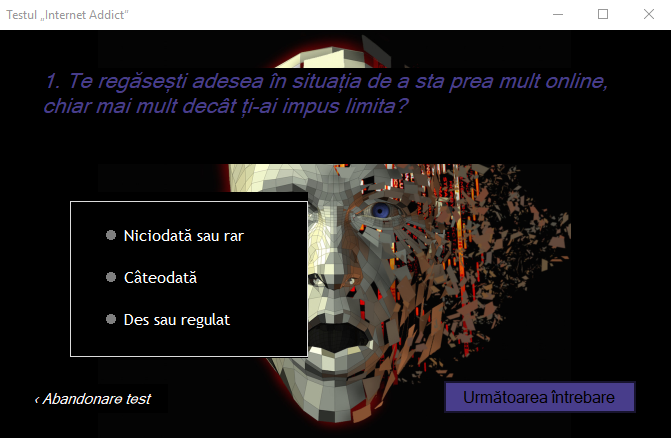 Testul „Internet Addict”
1. Te regăsești adesea în situația de a sta prea mult online,
chiar mai mult decât ți-ai impus limita?
Niciodată sau rar
Câteodată
Des sau regulat
‹ Abandonare test
Următoarea întrebare